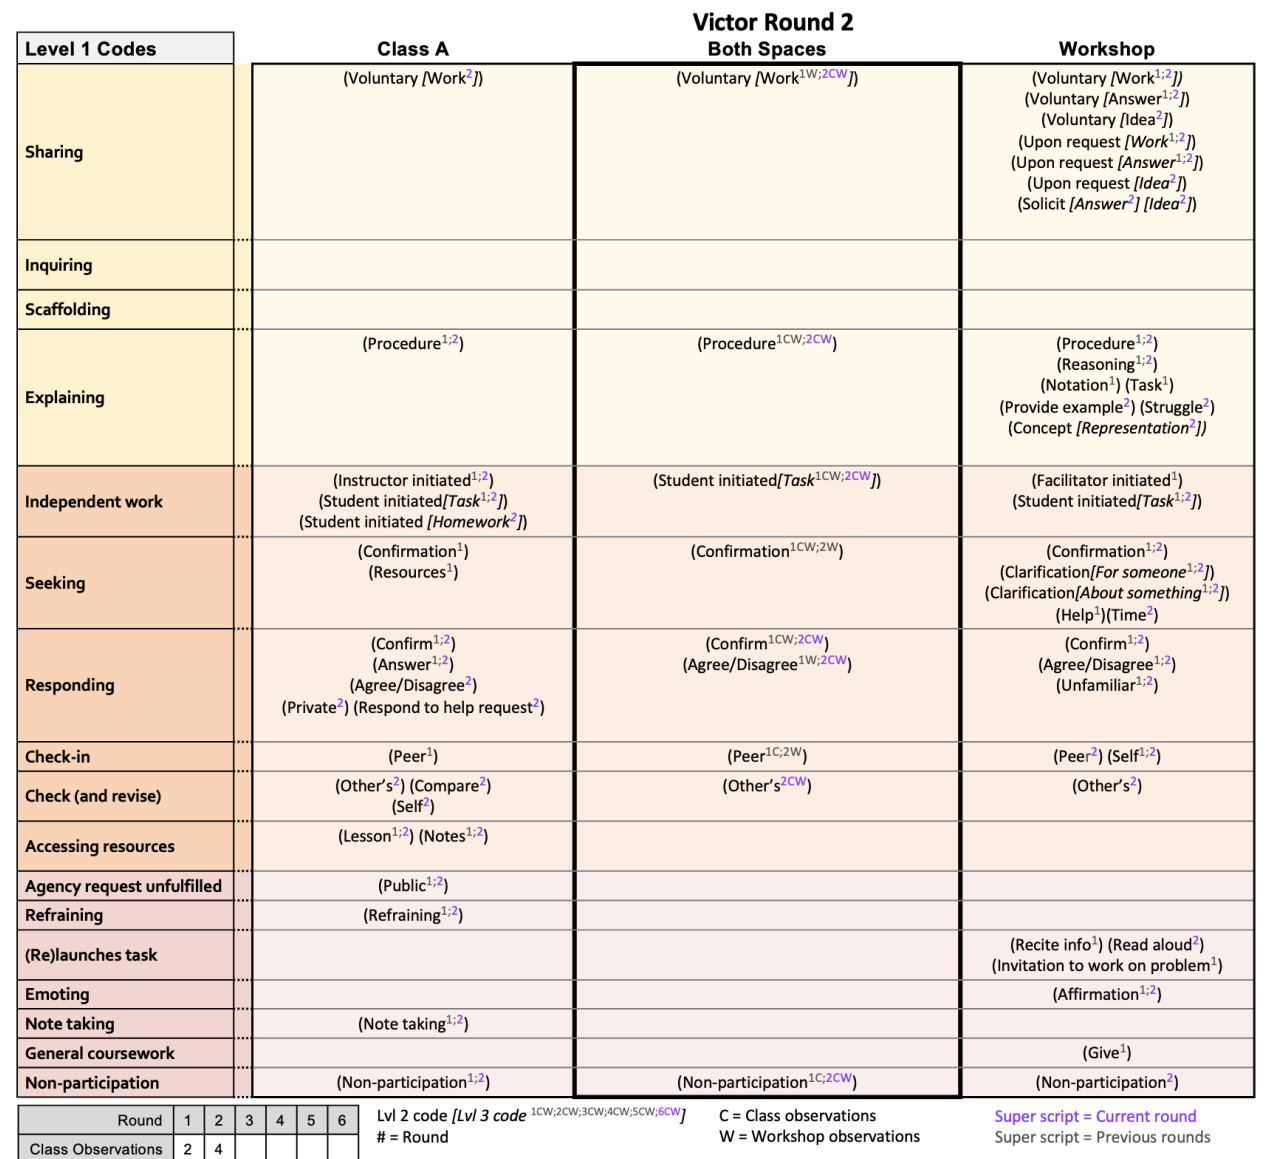 Victor Round 2
Level 1 Codes Class A Both Spaces Workshop
Sharing
(Voluntary [Work2])
(Voluntary [Work1W;2CW])
(Voluntary [Work1;2])
(Voluntary [Answer1;2])
(Voluntary [Idea2])
(Upon request [Work1;2])
(Upon request [Answer1;2])
(Upon request [Idea2])
(Solicit [Answer2] [Idea2])
Inquiring
Scaffolding
Explaining
(Procedure1;2)
(Procedure1CW;2CW)
(Procedure1;2)
(Reasoning1;2)
(Notation1) (Task1)
(Provide example2) (Struggle2)
(Concept [Representation2])
Independent work
(Instructor initiated1;2)
(Student initiated[Task1;2])
(Student initiated [Homework2])
(Student initiated[Task1CW;2CW])
(Facilitator initiated1)
(Student initiated[Task1;2])
Seeking
(Confirmation1)
(Resources1)
(Confirmation1CW;2W)
(Confirmation1;2)
(Clarification[For someone1;2])
(Clarification[About something1;2])
(Help1)(Time2)
Responding
(Confirm1;2)
(Answer1;2)
(Agree/Disagree2)
(Private2) (Respond to help request2)
(Confirm1CW;2CW)
(Agree/Disagree1W;2CW)
(Confirm1;2)
(Agree/Disagree1;2)
(Unfamiliar1;2)
Check-in
(Peer1)
(Peer1C;2W)
(Peer2) (Self1;2)
Check (and revise)
(Other's2) (Compare2)
(Self2)
(Other's2CW)
(Other's2)
Accessing resources
(Lesson1;2) (Notes1;2)
Agency request unfulfilled
(Public1;2)
Refraining
(Refraining1;2)
(Re)launches task
(Recite info1) (Read aloud2)
(Invitation to work on problem1)
Emoting
(Affirmation1;2)
Note taking
(Note taking1;2)
General coursework
(Give1)
Non-participation
(Non-participation1;2)
(Non-participation1C;2CW)
(Non-participation2)
Round 1 2 3 4 5 6
Class Observations 2 4
Lvl 2 code [Lvl 3 code 1CW;2CW;3CW;4CW;5CW;6CW]
# = Round
C = Class observations
W = Workshop observations
Super script = Current round
Super script = Previous rounds